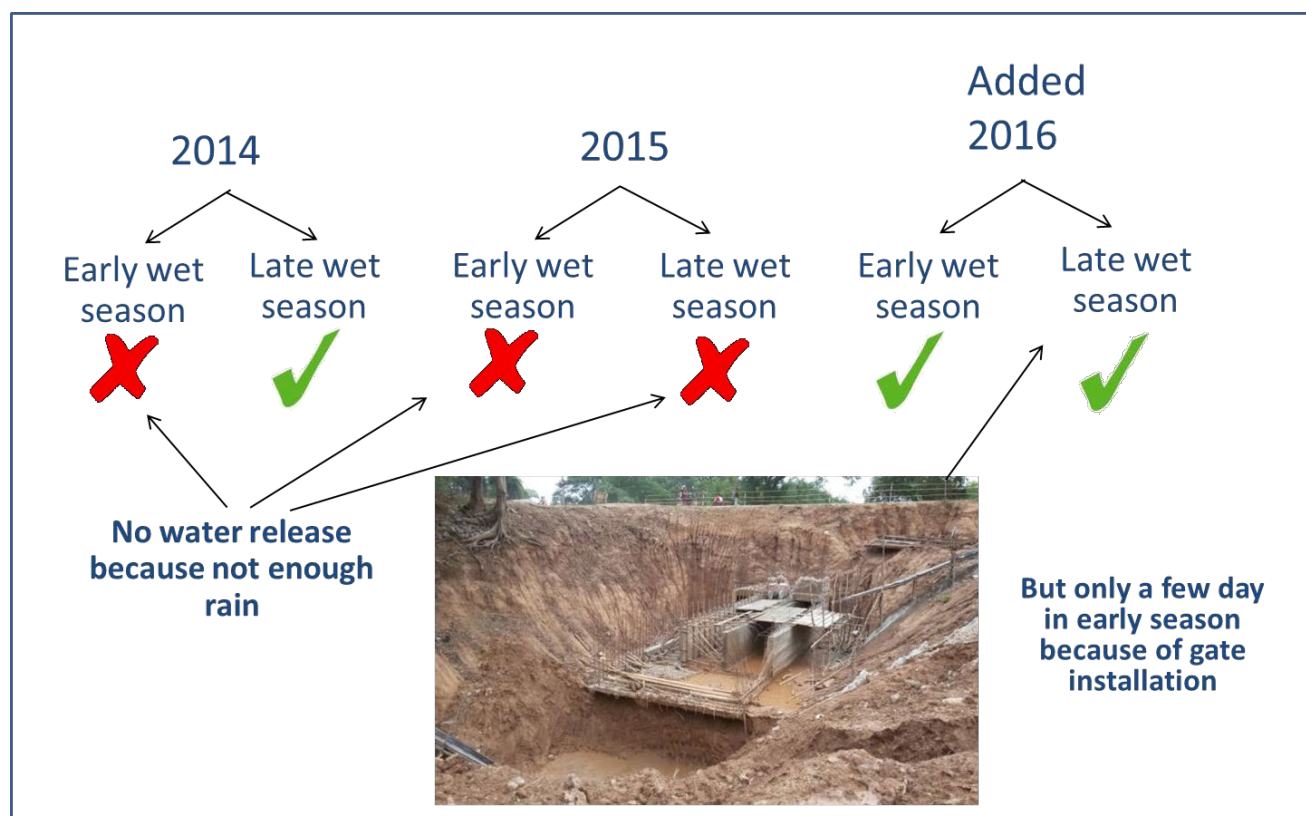 2014
2015
Added
2016
Early wet
season
Late wet
season
Early wet
season
Late wet
season
Early wet
season
Late wet
season
No water release
because not enough
rain
But only a few day
in early season
because of gate
installation